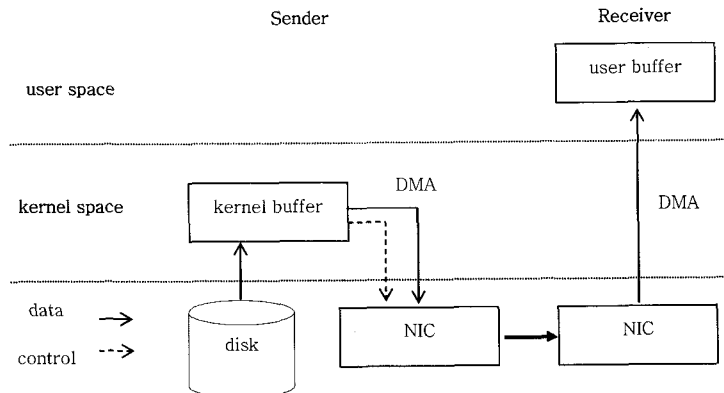 Sender
Receiver
user buffer
user space
kernel space
kernel buffer
DMA
DMA
data
control
disk
NIC
NIC